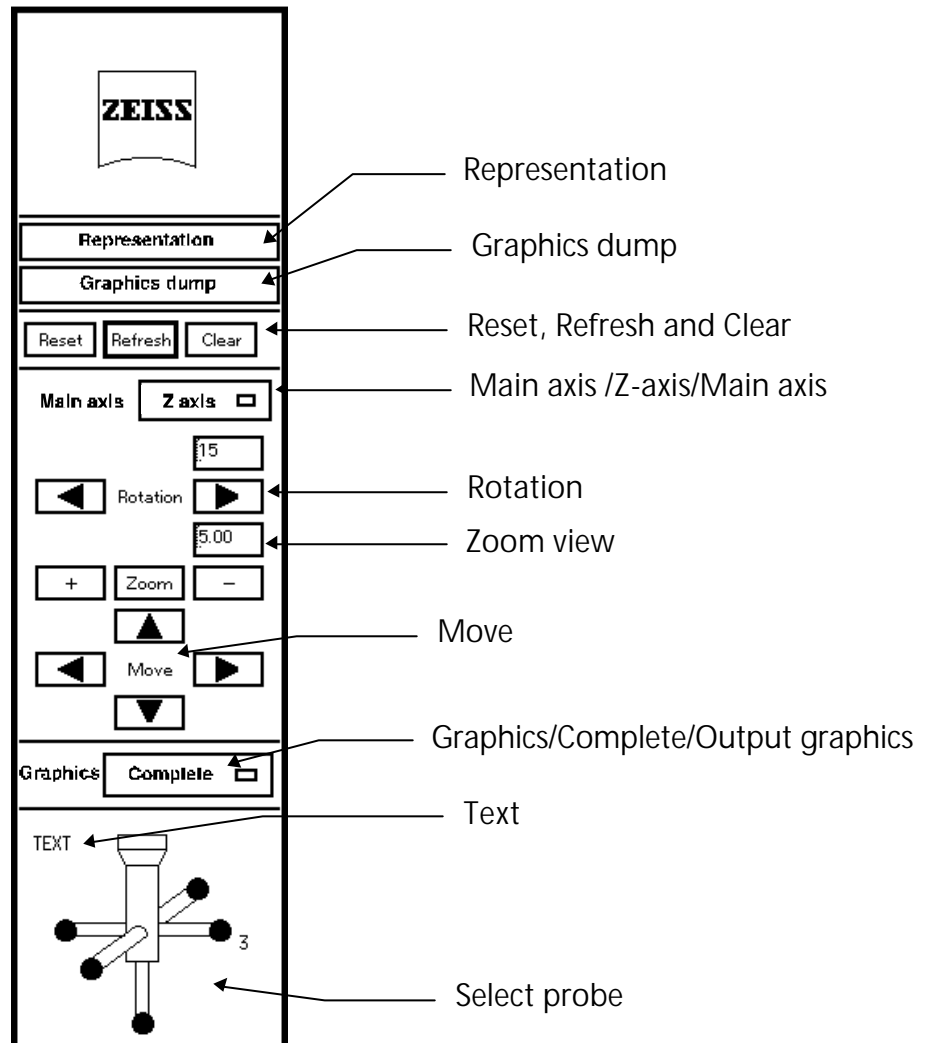 ZEISS
Representation
Representation
Graphics dump
Graphics dump
Reset Refresh Clear
Reset, Refresh and Clear
Main axis Z axis
Main axis /Z-axis/Main axis
15
Rotation
Rotation
5.00
Zoom view
+ Zoom −
Move
Move
Graphics/Complete/Output graphics
Graphics Complete
Text
TEXT
3
Select probe